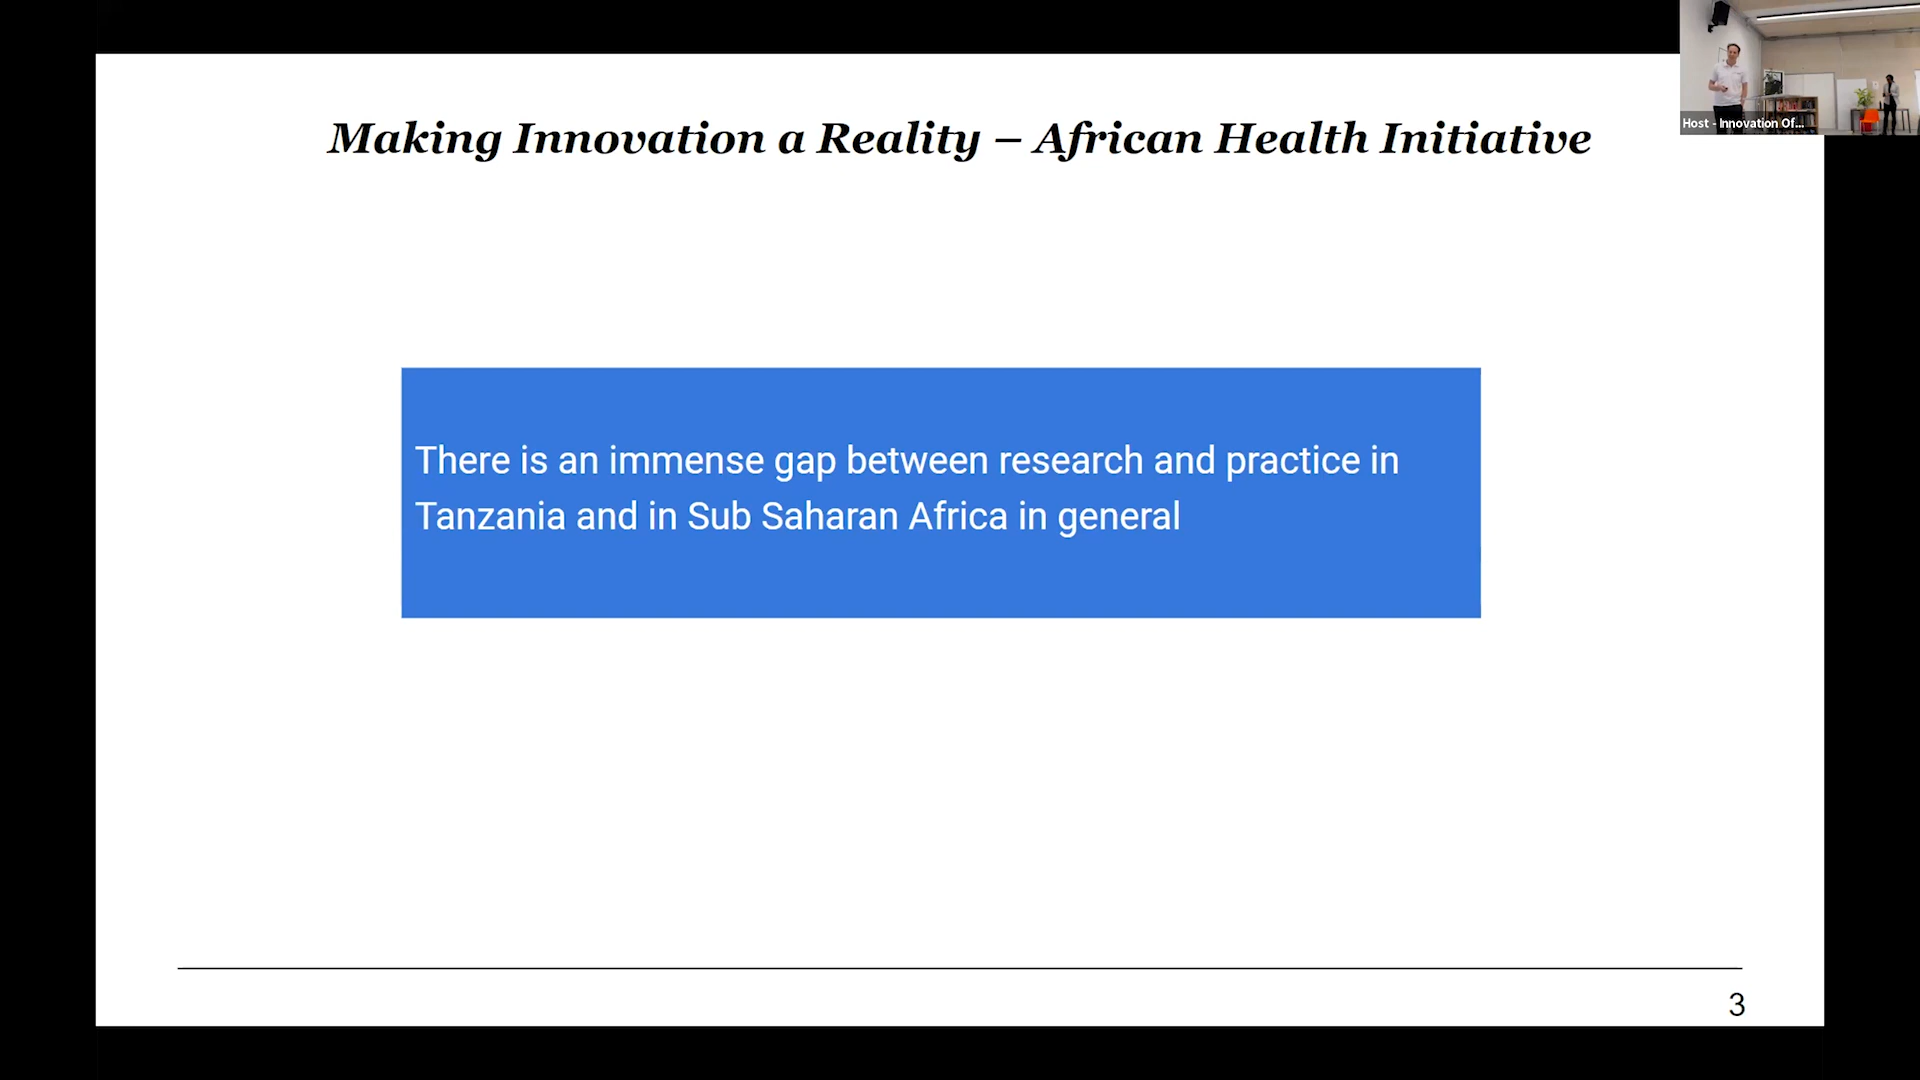 Making Innovation a Reality – African Health Initiative
Host - Innovation Of...
There is an immense gap between research and practice in
Tanzania and in Sub Saharan Africa in general
3